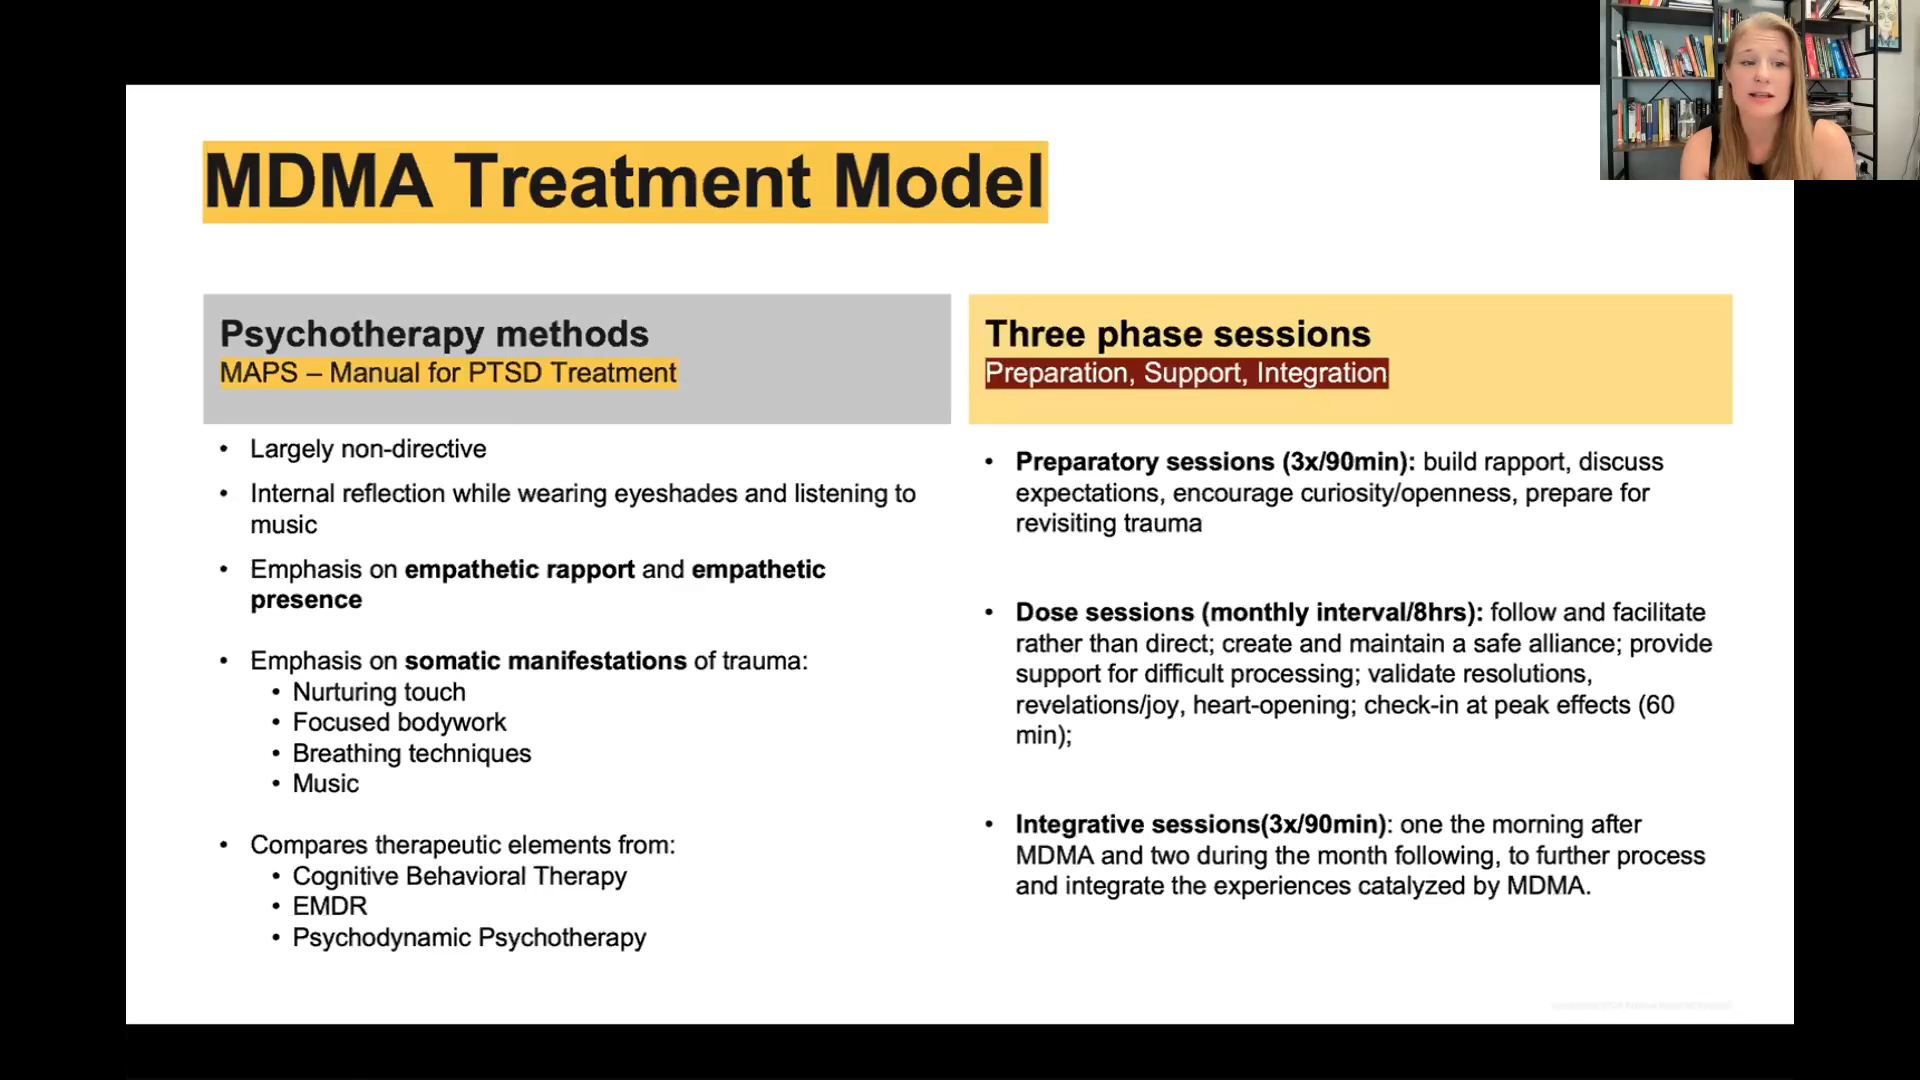 MDMA Treatment Model
Psychotherapy methods
MAPS – Manual for PTSD Treatment
• Largely non-directive
• Internal reflection while wearing eyeshades and listening to
music
• Emphasis on empathetic rapport and empathetic
presence
• Emphasis on somatic manifestations of trauma:
• Nurturing touch
• Focused bodywork
• Breathing techniques
• Music
• Compares therapeutic elements from:
• Cognitive Behavioral Therapy
• EMDR
• Psychodynamic Psychotherapy
Three phase sessions
Preparation, Support, Integration
• Preparatory sessions (3x/90min): build rapport, discuss
expectations, encourage curiosity/openness, prepare for
revisiting trauma
• Dose sessions (monthly interval/8hrs): follow and facilitate
rather than direct; create and maintain a safe alliance; provide
support for difficult processing; validate resolutions,
revelations/joy, heart-opening; check-in at peak effects (60
min);
• Integrative sessions(3x/90min): one the morning after
MDMA and two during the month following, to further process
and integrate the experiences catalyzed by MDMA.